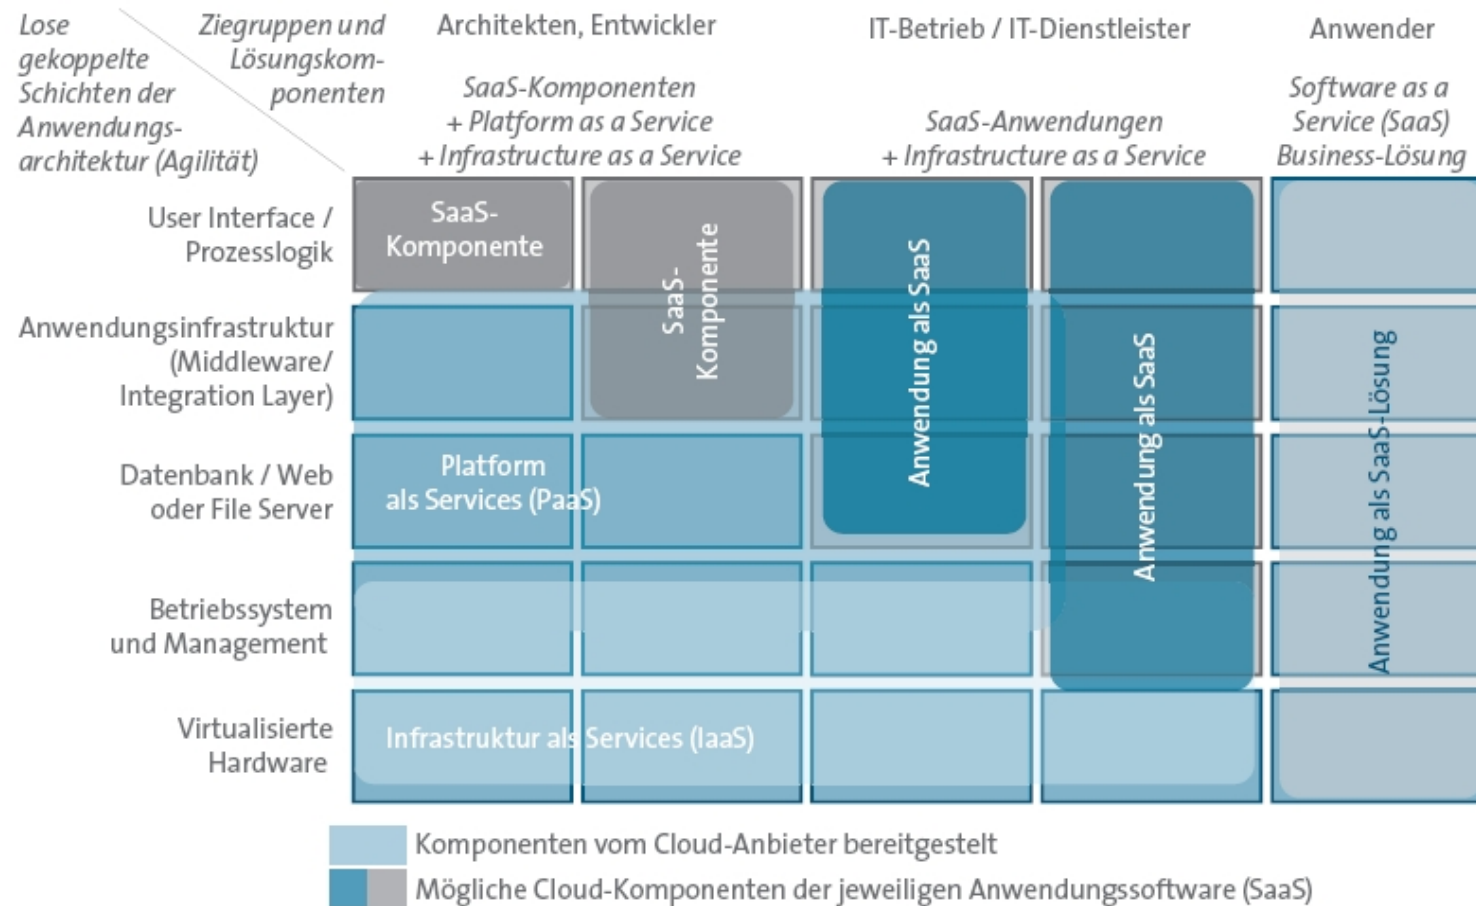 Lose
gekoppelte
Schichten der
Anwendungs-
architektur (Agilität)
Ziegruppen und
Lösungskom-
ponenten
Architekten, Entwickler
SaaS-Komponenten
+ Platform as a Service
+ Infrastructure as a Service
IT-Betrieb / IT-Dienstleister
SaaS-Anwendungen
+ Infrastructure as a Service
Anwender
Software as a
Service (SaaS)
Business-Lösung
User Interface /
Prozesslogik
SaaS-
Komponente
SaaS-
Komponente
Anwendung als SaaS
Anwendung als SaaS
Anwendung als SaaS-Lösung
Anwendungsinfrastruktur
(Middleware/
Integration Layer)
Datenbank / Web
oder File Server
Platform
als Services (PaaS)
Betriebssystem
und Management
Virtualisierte
Hardware
Infrastruktur als Services (IaaS)
Komponenten vom Cloud-Anbieter bereitgestelt
Mögliche Cloud-Komponenten der jeweiligen Anwendungssoftware (SaaS)